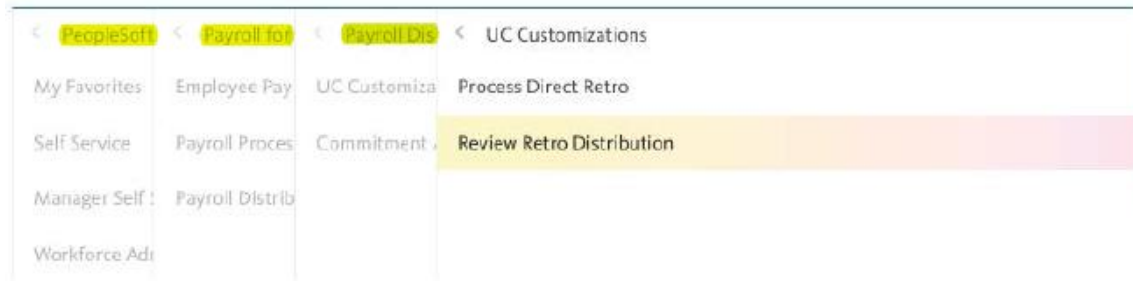 < PeopleSoft < Payroll for < Payroll Dis < UC Customizations
My Favorites Employee Pay UC Customiza Process Direct Retro
Self Service Payroll Proces Commitment Review Retro Distribution
Manager Self Payroll Distrib
Workforce Ad